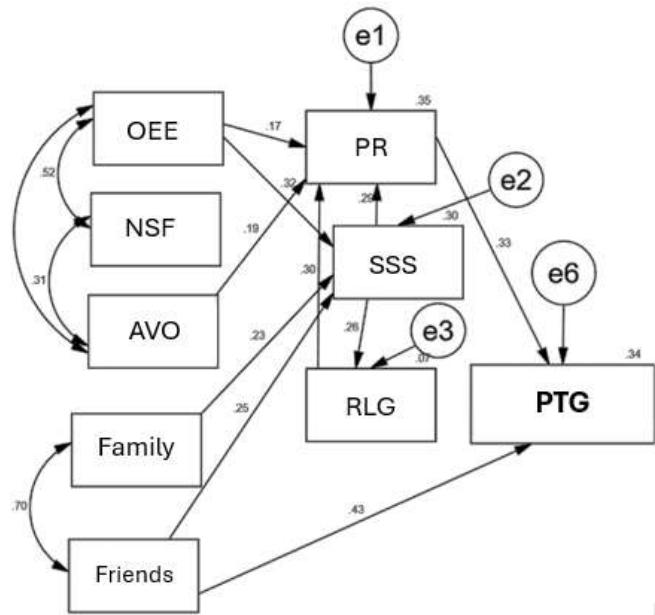 e1
.35
OEE
.17
PR
.52
.32
.29
e2
.30
NSF
.19
SSS
.33
.31
.30
e6
AVO
.23
.26
e3
.07
.34
.25
RLG
PTG
Family
.70
.43
Friends